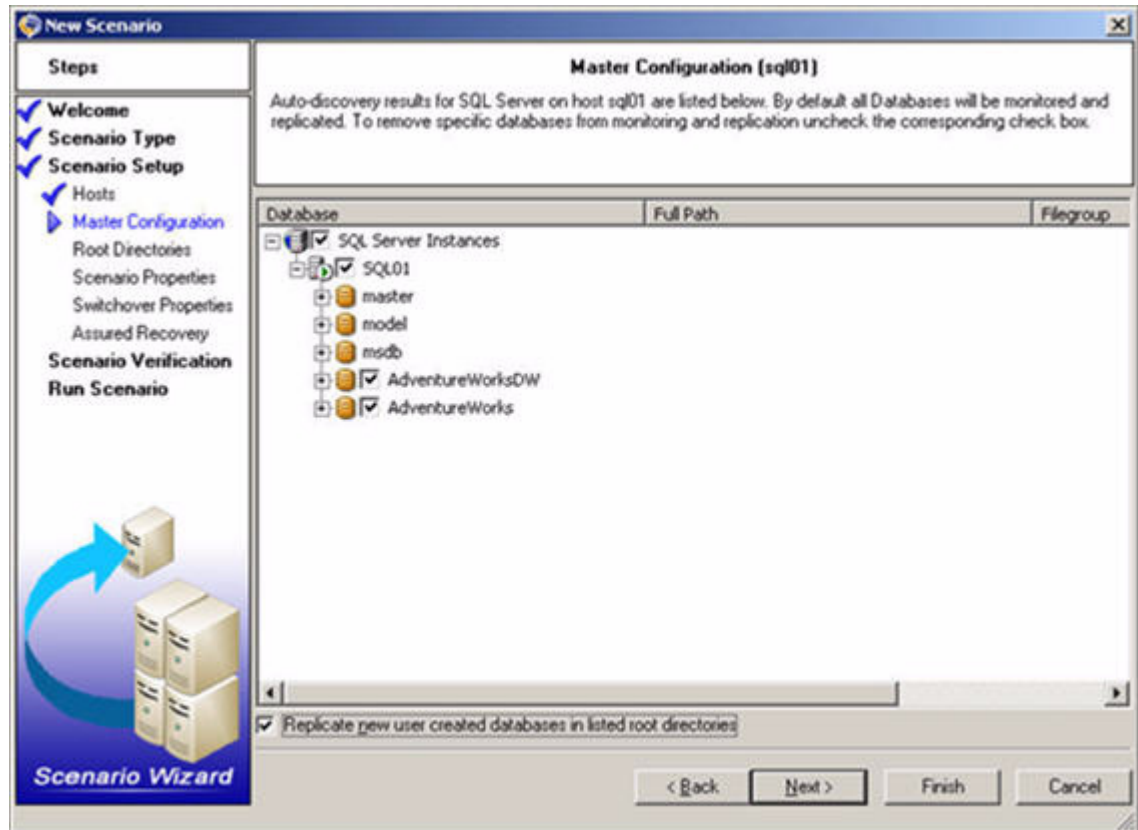 New Scenario
Steps
Welcome
Scenario Type
Scenario Setup
Hosts
Master Configuration
Root Directories
Scenario Properties
Switchover Properties
Assured Recovery
Scenario Verification
Run Scenario
Scenario Wizard
Master Configuration (sql01)
Auto-discovery results for SQL Server on host sql01 are listed below. By default all Databases will be monitored and
replicated. To remove specific databases from monitoring and replication uncheck the corresponding check box.
Database Full Path Filegroup
SQL Server Instances
SQL01
master
model
msdb
AdventureWorksDW
AdventureWorks
Replicate new user created databases in listed root directories
< Back Next > Finish Cancel